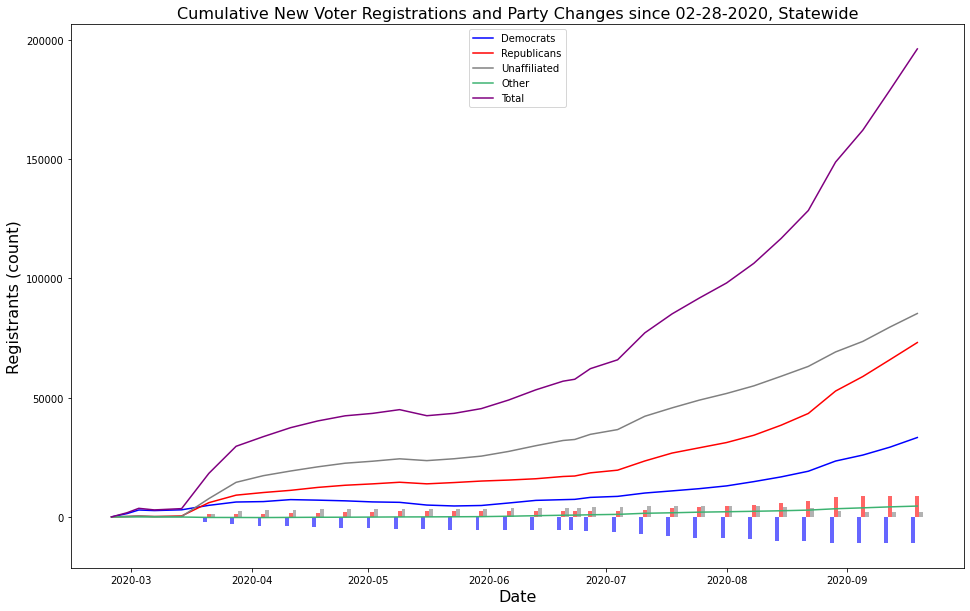 Cumulative New Voter Registrations and Party Changes since 02-28-2020, Statewide
Democrats
Republicans
Unaffiliated
Other
Total
Registrants (count)
200000
150000
100000
50000
0
2020-03
2020-04
2020-05
2020-06
2020-07
2020-08
2020-09
Date